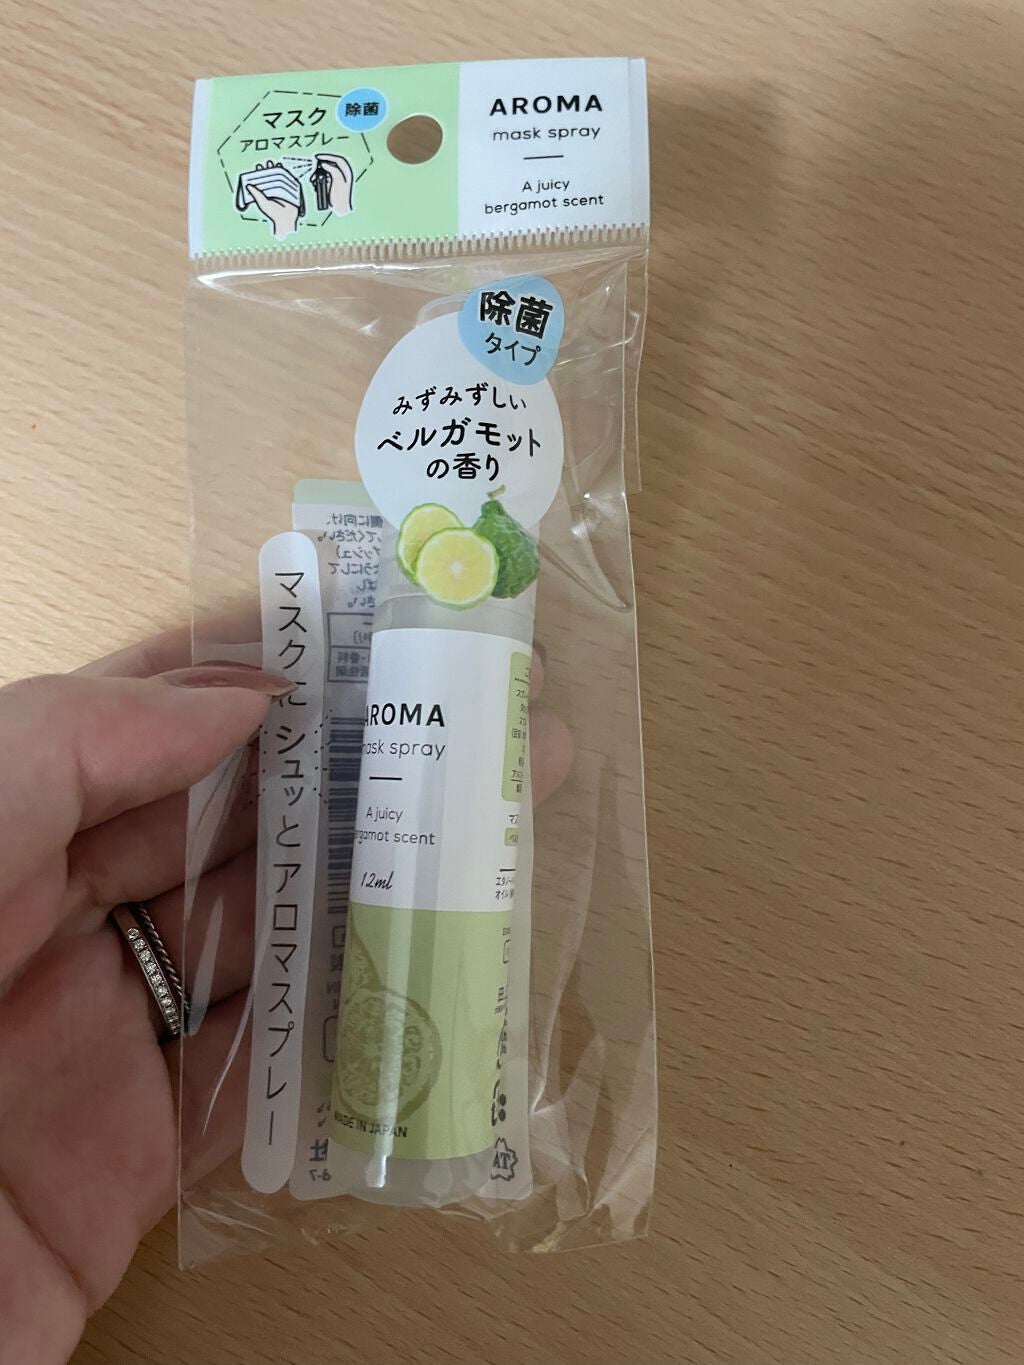 マスク
除菌
アロマスプレー
AROMA
mask spray
A juicy
bergamot scent
除菌
タイプ
みずみずしい
ベルガモット
の香り
マスクにシュッとアロマスプレー
AROMA
mask spray
A juicy
bergamot scent
12ml
MADE IN JAPAN